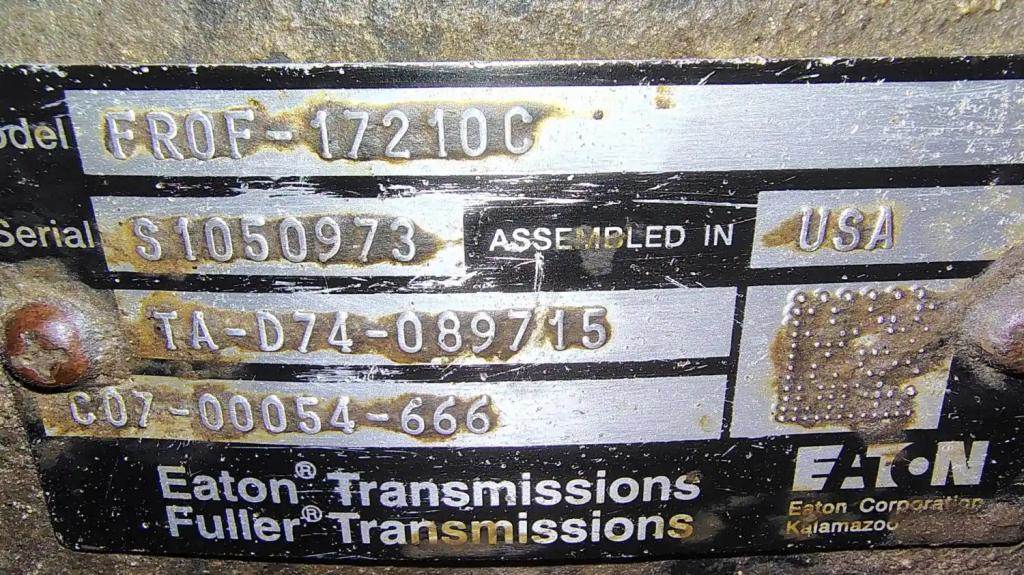 odel FROF-17210C
Serial S1050973 ASSEMBLED IN USA
TA-D74-089715
C07-00054-666
Eaton® Transmissions
Fuller® Transmissions
EATON
Eaton Corporation
Kalamazoo